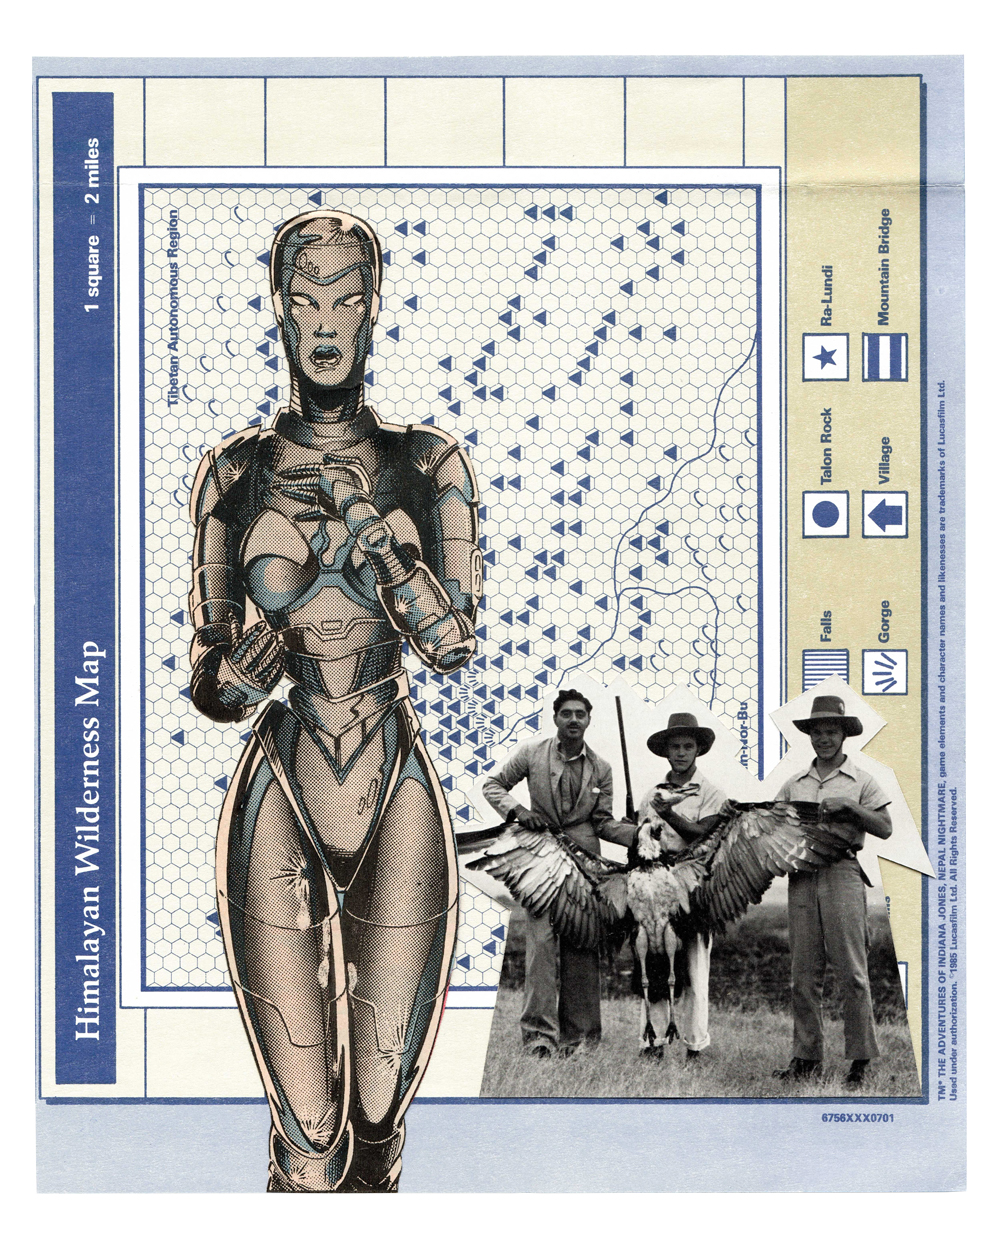 Himalayan Wilderness Map
1 square = 2 miles
Tibetan Autonomous Region
Falls
Talon Rock
Ra-Lundi
Gorge
Village
Mountain Bridge
TM® THE ADVENTURES OF INDIANA JONES, NEPAL NIGHTMARE, game elements and character names and likenesses are trademarks of Lucasfilm Ltd.
Used under authorization. ©1985 Lucasfilm Ltd. All Rights Reserved.
6756XXX0701